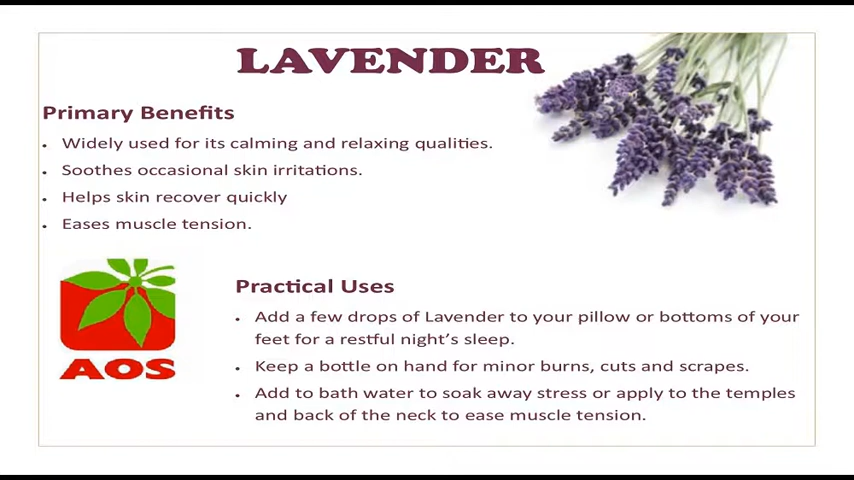 LAVENDER
Primary Benefits
• Widely used for its calming and relaxing qualities.
• Soothes occasional skin irritations.
• Helps skin recover quickly
• Eases muscle tension.
AOS
Practical Uses
• Add a few drops of Lavender to your pillow or bottoms of your
feet for a restful night’s sleep.
• Keep a bottle on hand for minor burns, cuts and scrapes.
• Add to bath water to soak away stress or apply to the temples
and back of the neck to ease muscle tension.